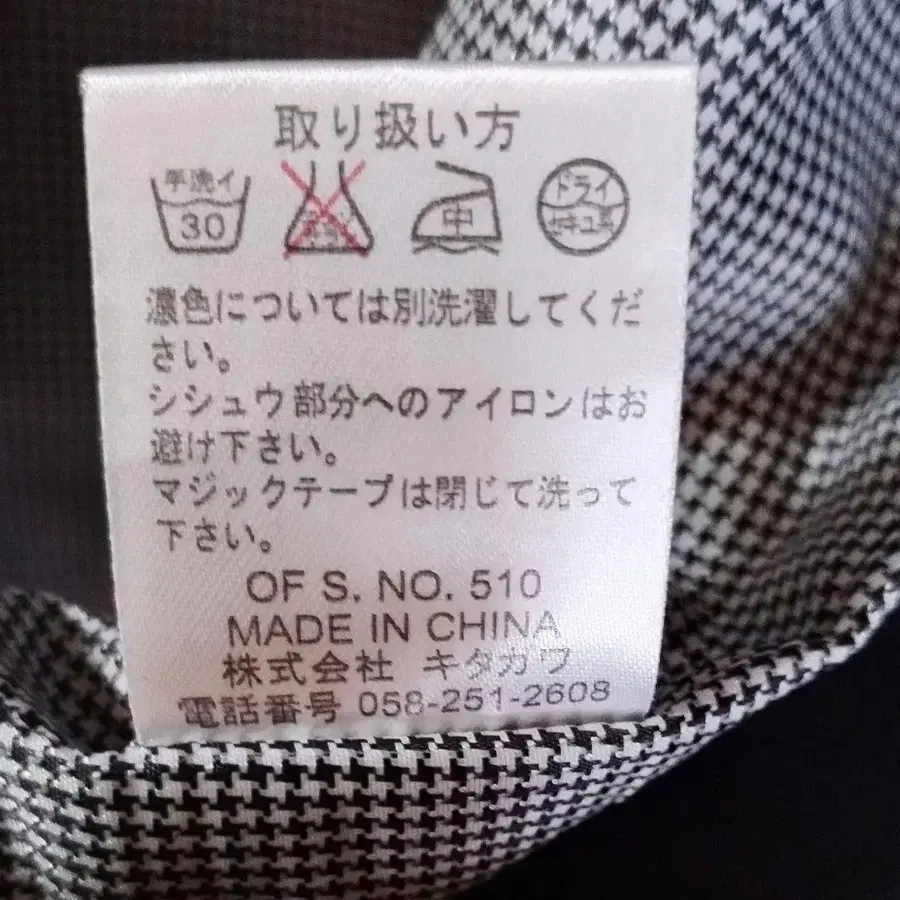 取り扱い方
手洗イ
30
中
ドライ
セキユ系
濃色については別洗濯してくだ
さい。
シシュウ部分へのアイロンはお
避け下さい。
マジックテープは閉じて洗って
下さい。
OF S. NO. 510
MADE IN CHINA
株式会社 キタカワ
電話番号 058-251-2608